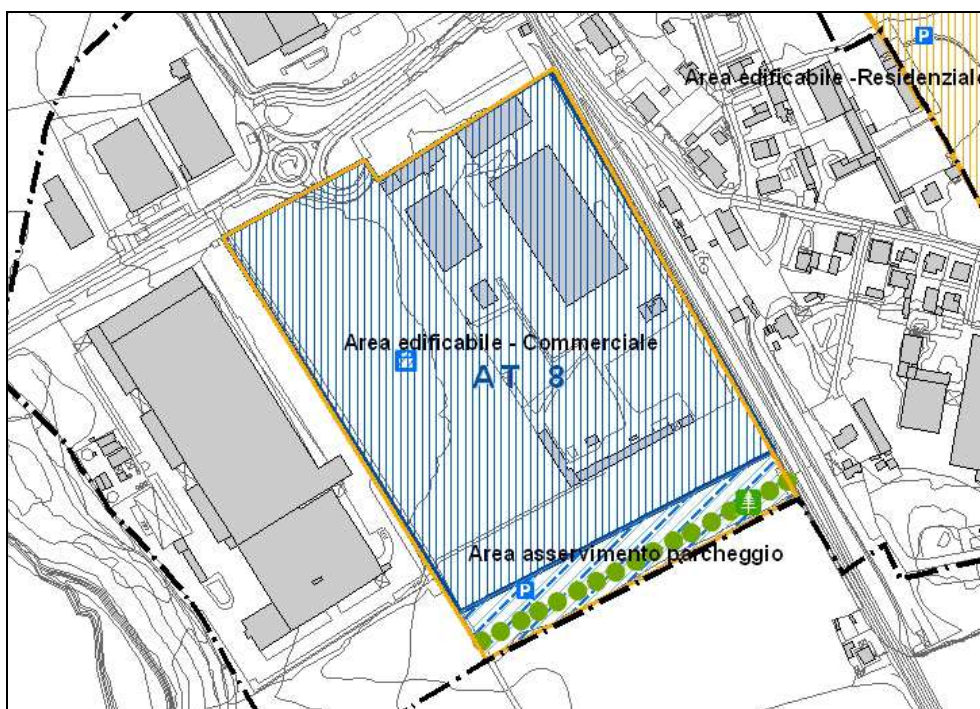 P
Area edificabile -Residenziale
Area edificabile - Commerciale
AT 8
Area asservimento parcheggio
P